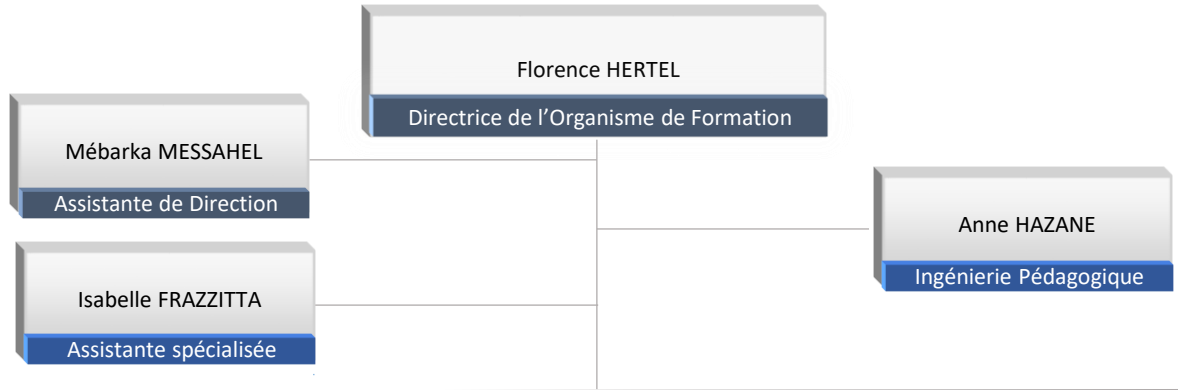 Florence HERTEL
Directrice de l’Organisme de Formation
Mébarka MESSAHEL
Assistante de Direction
Anne HAZANE
Ingénierie Pédagogique
Isabelle FRAZZITTA
Assistante spécialisée